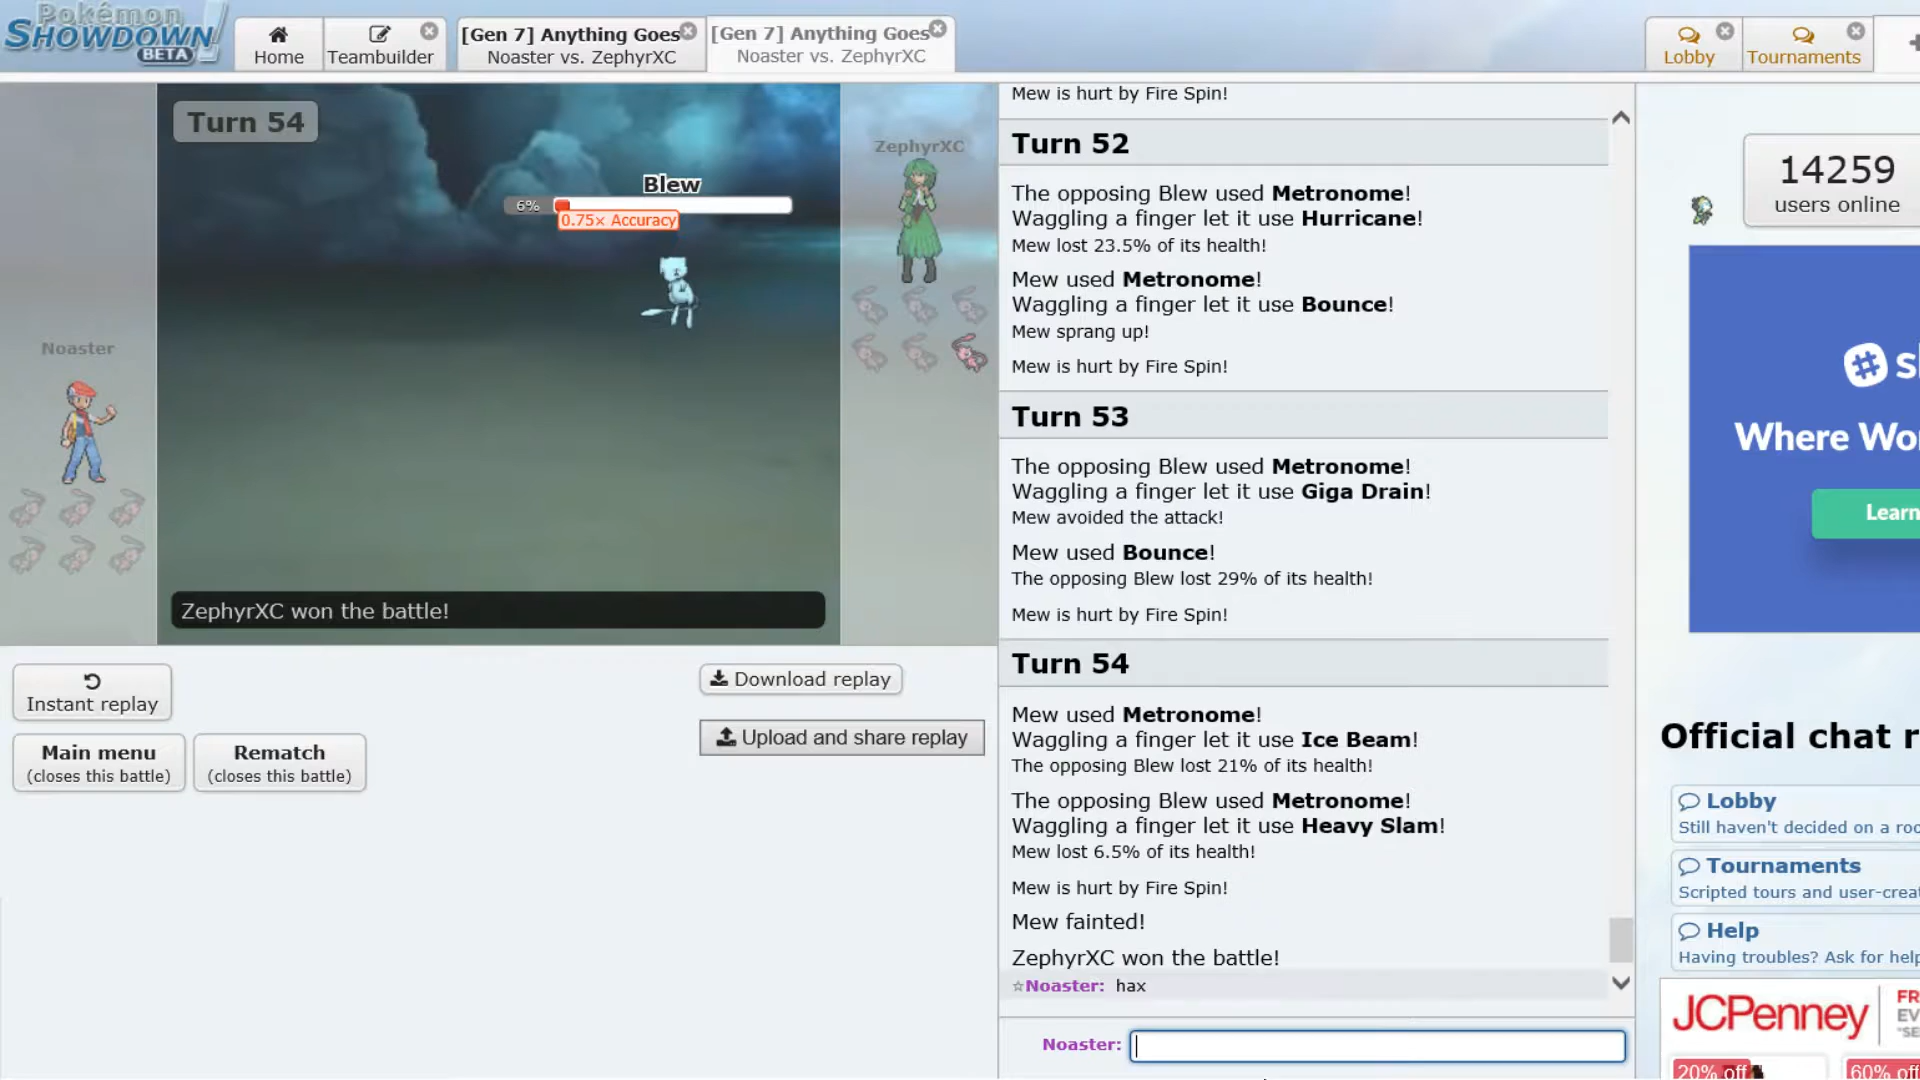 Pokémon
SHOWDOWN
BETA
Home
Teambuilder
[Gen 7] Anything Goes
Noaster vs. ZephyrXC
[Gen 7] Anything Goes
Noaster vs. ZephyrXC
Lobby
Tournaments
Turn 54
Blew
6%
0.75× Accuracy
ZephyrXC
Noaster
ZephyrXC won the battle!
Instant replay
Download replay
Upload and share replay
Main menu
(closes this battle)
Rematch
(closes this battle)
Mew is hurt by Fire Spin!
Turn 52
The opposing Blew used Metronome!
Waggling a finger let it use Hurricane!
Mew lost 23.5% of its health!
Mew used Metronome!
Waggling a finger let it use Bounce!
Mew sprang up!
Mew is hurt by Fire Spin!
Turn 53
The opposing Blew used Metronome!
Waggling a finger let it use Giga Drain!
Mew avoided the attack!
Mew used Bounce!
The opposing Blew lost 29% of its health!
Mew is hurt by Fire Spin!
Turn 54
Mew used Metronome!
Waggling a finger let it use Ice Beam!
The opposing Blew lost 21% of its health!
The opposing Blew used Metronome!
Waggling a finger let it use Heavy Slam!
Mew lost 6.5% of its health!
Mew is hurt by Fire Spin!
Mew fainted!
ZephyrXC won the battle!
☆Noaster: hax
Noaster:
14259
users online
sl
Where Wo
Learn
Official chat r
Lobby
Still haven't decided on a roo
Tournaments
Scripted tours and user-creat
Help
Having troubles? Ask for help
JCPenney
FR
EV
"SE
20% off
60% off